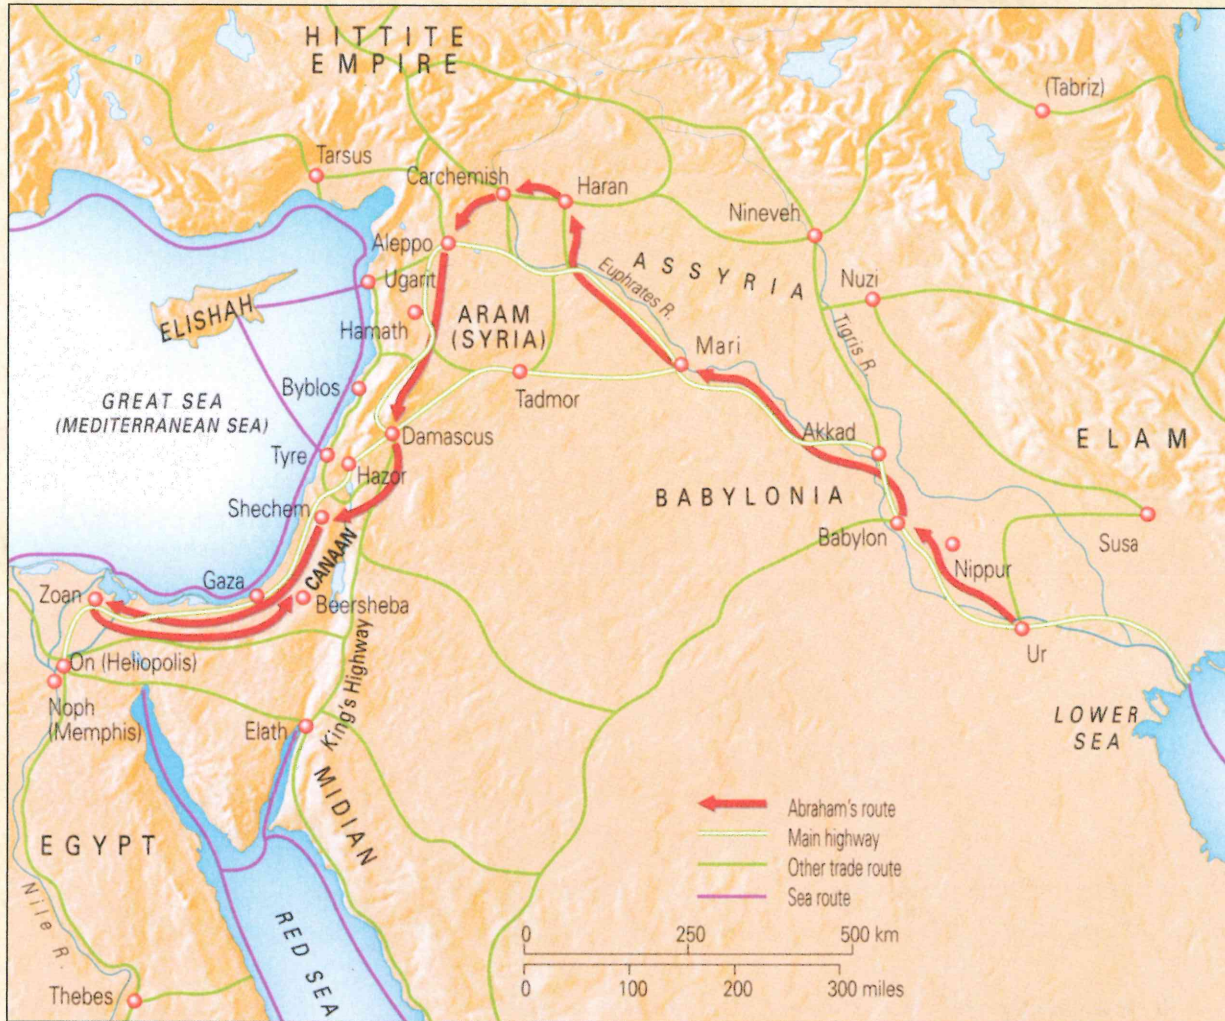 HITTITE
EMPIRE
(Tabriz)
Tarsus
Carchemish
Haran
Nineveh
Aleppo
Ugarit
ASSYRIA
Euphrates R.
Nuzi
ELISHAH
Hamath
ARAM
(SYRIA)
Tigris R.
Mari
Byblos
Tadmor
GREAT SEA
(MEDITERRANEAN SEA)
Damascus
Akkad
ELAM
Tyre
Hazor
BABYLONIA
Shechem
Babylon
Susa
CANAAN
Nippur
Gaza
Zoan
Beersheba
Ur
On (Heliopolis)
King's Highway
Noph
(Memphis)
Elath
LOWER
SEA
MIDIAN
EGYPT
Nile R.
RED SEA
Thebes
Abraham's route
Main highway
Other trade route
Sea route
0 250 500 km
0 100 200 300 miles